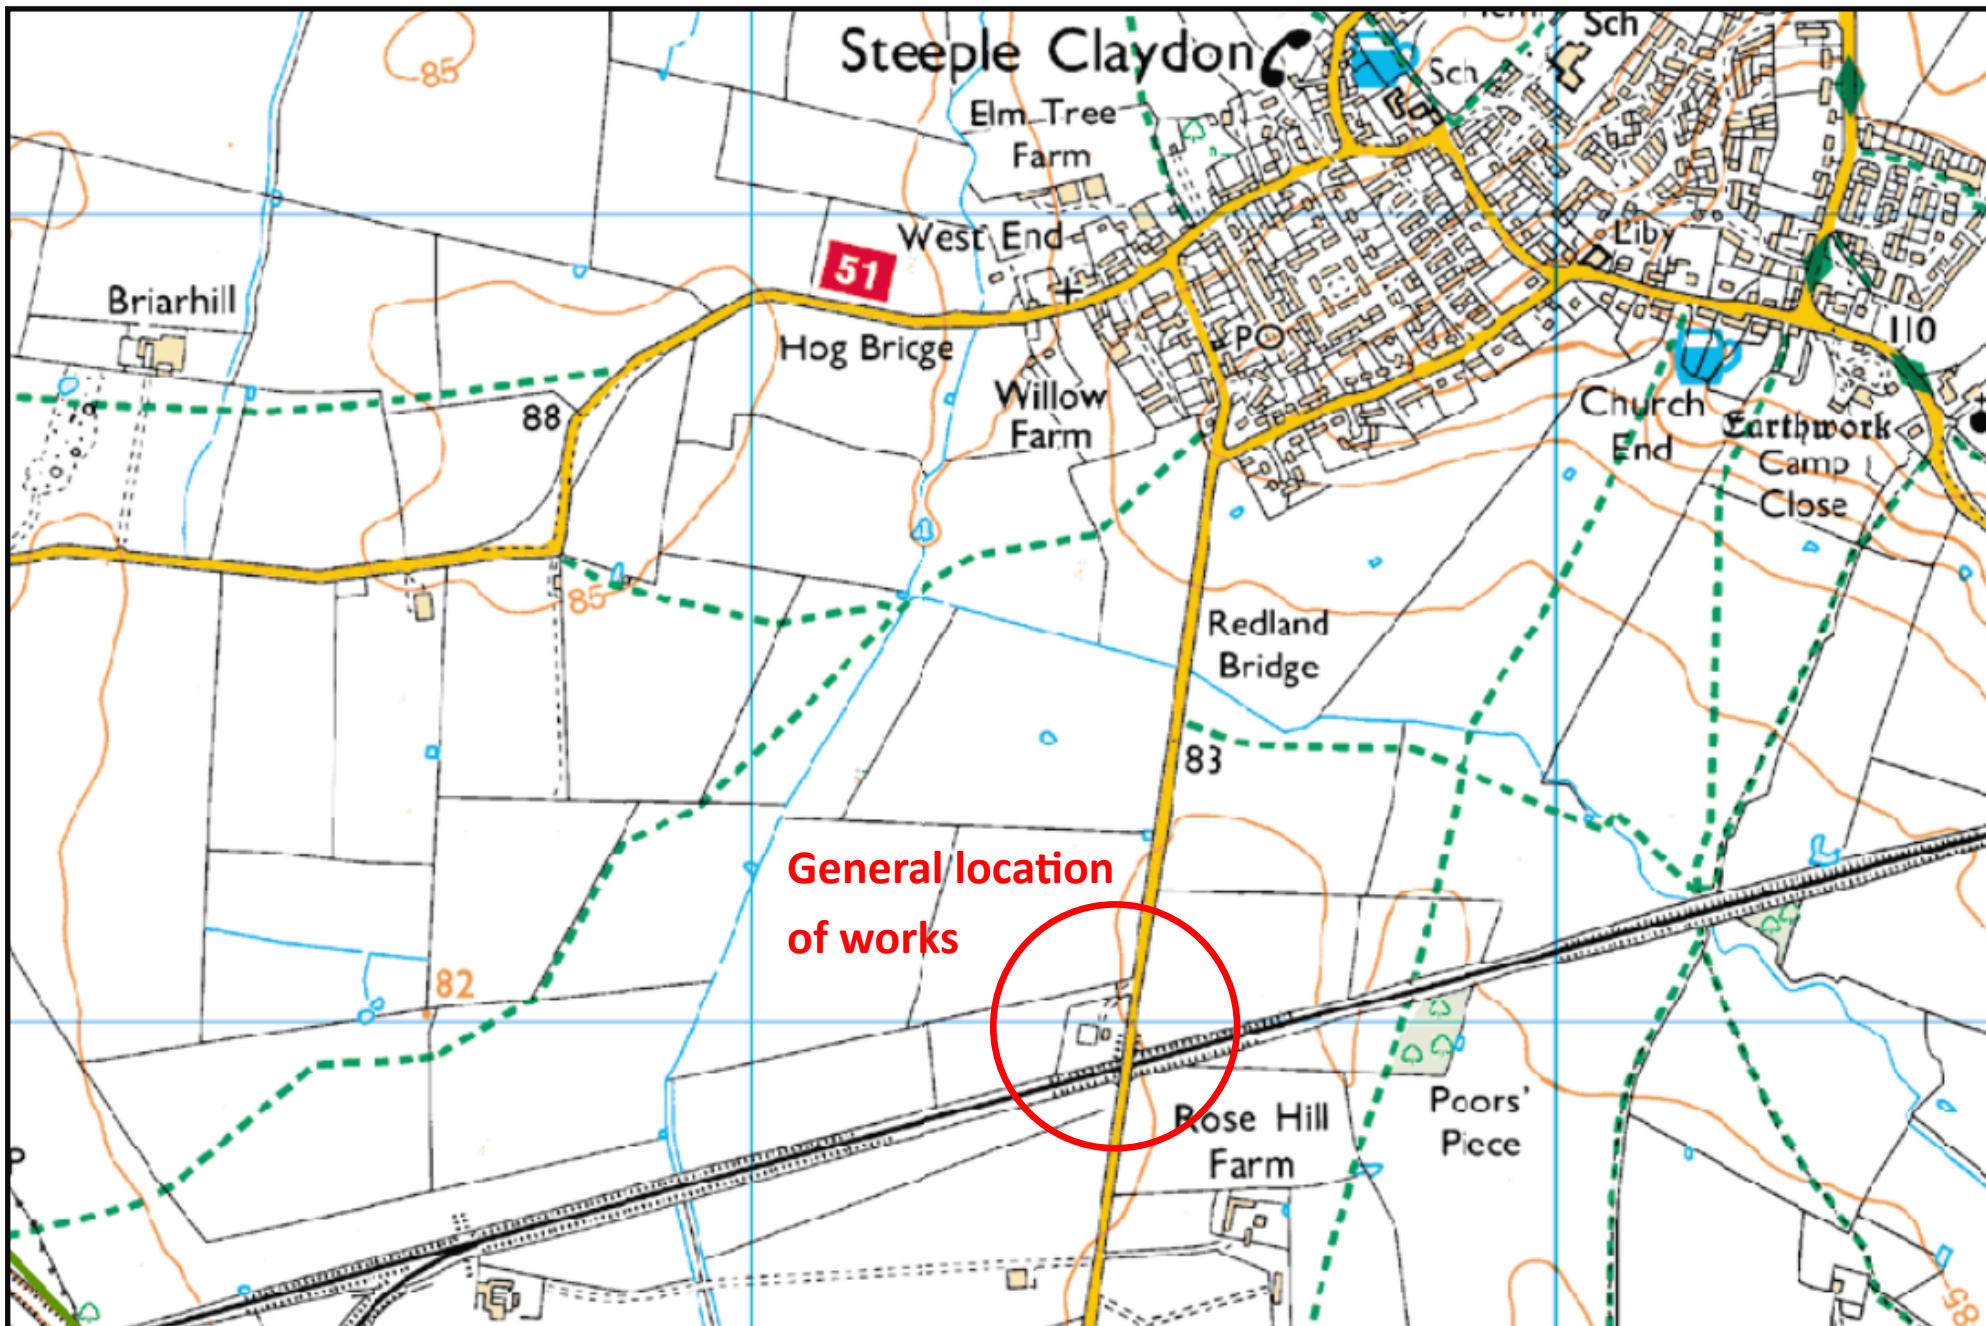 Sch
Steeple Claydon
85
Sch
Elm Tree
Farm
West End
Liby
51
Briarhill
110
PO
Hog Bricge
Willow
Farm
88
Church
End
Earthwork
Camp
Close
85
Redland
Bridge
83
General location
of works
82
Poors'
Piece
Rose Hill
Farm
P
85